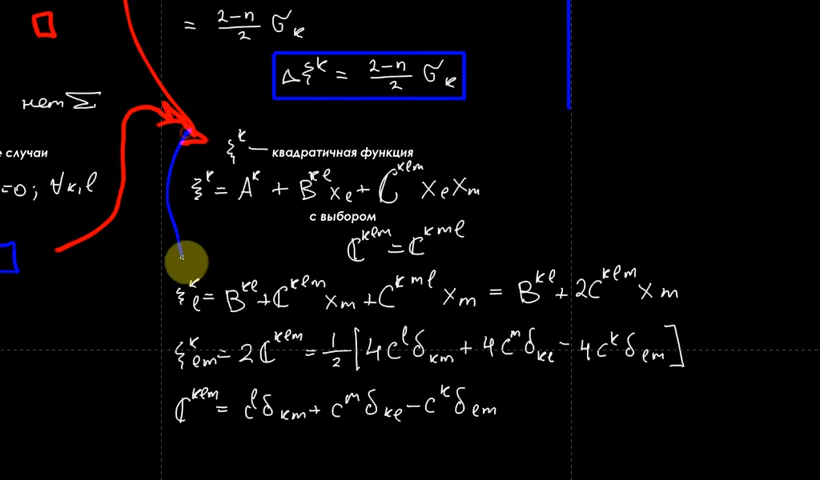 = (2-n)/2 σ_k
Δξ^k = (2-n)/2 σ_k
нет Σ
е случаи
=0; ∀k,l
ξ^k — квадратичная функция
ξ^k = A^k + B^{kl} x_l + C^{klm} x_l x_m
с выбором
C^{klm} = C^{kml}
ξ^k_l = B^{kl} + C^{klm} x_m + C^{kml} x_m = B^{kl} + 2C^{klm} x_m
ξ^k_{lm} = 2C^{klm} = 1/2 [4c^l δ_{km} + 4c^m δ_{kl} - 4c^k δ_{lm}]
C^{klm} = c^l δ_{km} + c^m δ_{kl} - c^k δ_{lm}